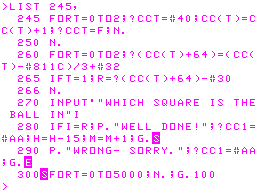 >LIST 245,
  245 FORT=0TO2;?CCT=40;CC(T)=C
C(T)+1;?CCT=F;N.
  250 N.
  260 FORT=0TO2;?(CC(T)+64)=(CC
(T)-#811C)/3+#32
  265 IFT=1;R=?(CC(T)+64)-#30
  266 N.
  270 INPUT'"WHICH SQUARE IS THE
 BALL IN"I
  280 IFI=R;P."WELL DONE!";?CC1=
#AA;H=H-15;M=M+1;G.S
  290 P."WRONG- SORRY.";?CC1=#AA
;G.E
  300SFORT=0TO5000;N.;G.100
>